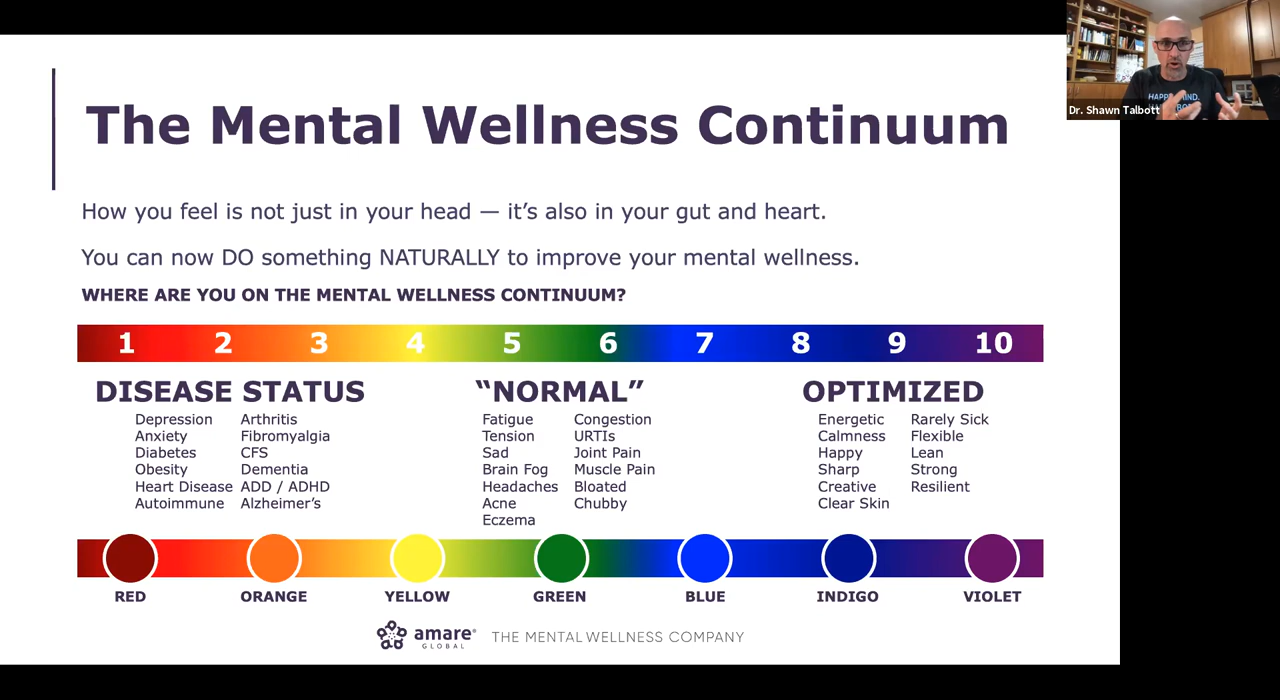 The Mental Wellness Continuum
Dr. Shawn Talbott
How you feel is not just in your head — it's also in your gut and heart.
You can now DO something NATURALLY to improve your mental wellness.
WHERE ARE YOU ON THE MENTAL WELLNESS CONTINUUM?
1 2 3 4 5 6 7 8 9 10
DISEASE STATUS
Depression
Anxiety
Diabetes
Obesity
Heart Disease
Autoimmune
Arthritis
Fibromyalgia
CFS
Dementia
ADD / ADHD
Alzheimer's
“NORMAL”
Fatigue
Tension
Sad
Brain Fog
Headaches
Acne
Eczema
Congestion
URTIs
Joint Pain
Muscle Pain
Bloated
Chubby
OPTIMIZED
Energetic
Calmness
Happy
Sharp
Creative
Clear Skin
Rarely Sick
Flexible
Lean
Strong
Resilient
RED ORANGE YELLOW GREEN BLUE INDIGO VIOLET
amare®
GLOBAL
THE MENTAL WELLNESS COMPANY